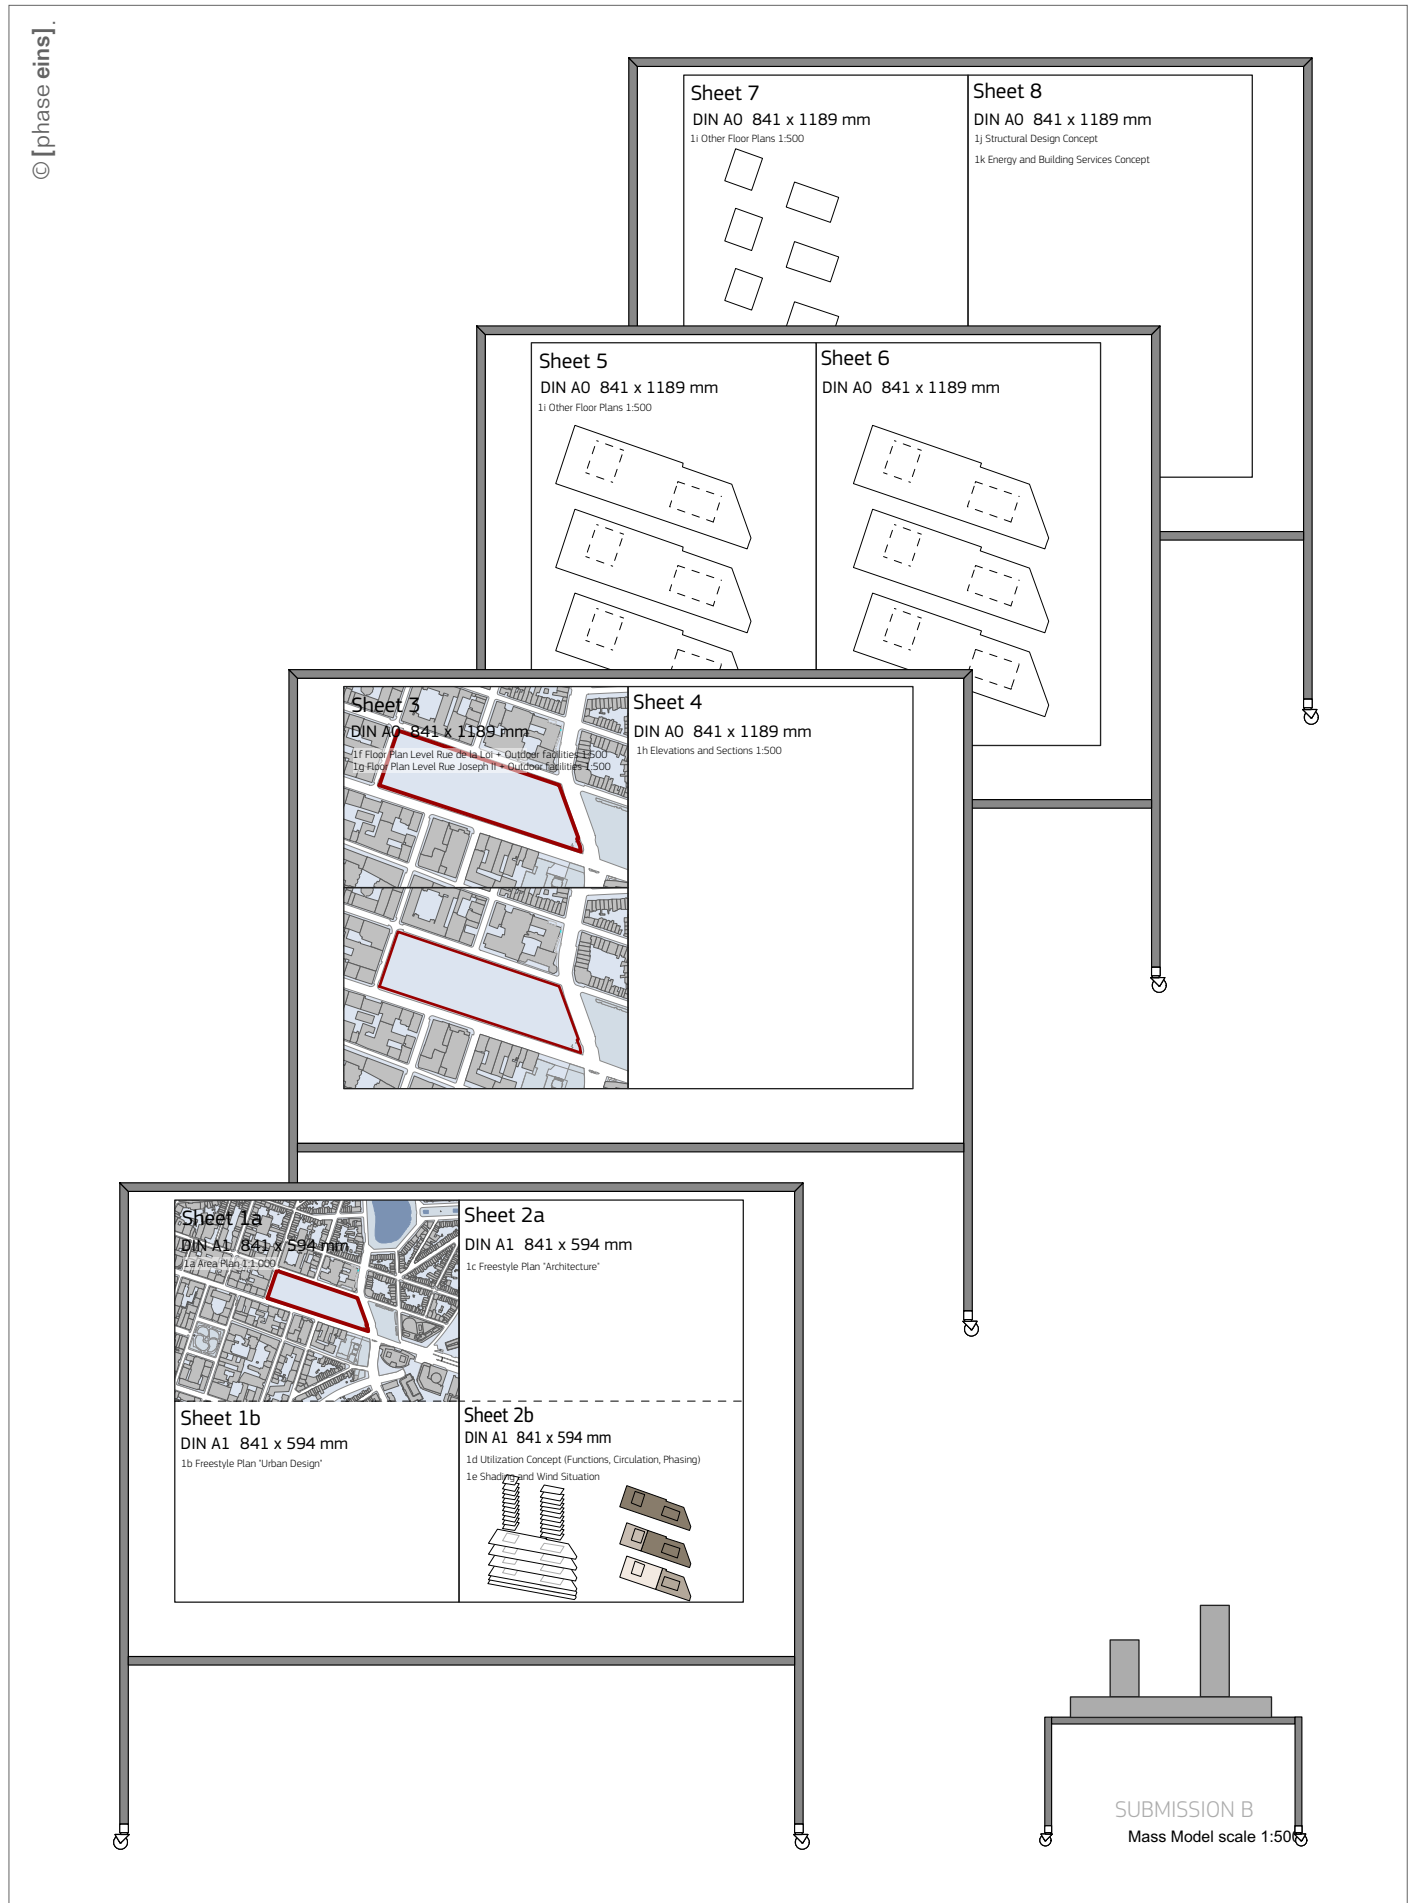 © [phase eins].
Sheet 7
DIN A0 841 x 1189 mm
1i Other Floor Plans 1:500
Sheet 8
DIN A0 841 x 1189 mm
1j Structural Design Concept
1k Energy and Building Services Concept
Sheet 5
DIN A0 841 x 1189 mm
1i Other Floor Plans 1:500
Sheet 6
DIN A0 841 x 1189 mm
Sheet 3
DIN A0 841 x 1189 mm
1f Floor Plan Level Rue de la Loi + Outdoor facilities 1:500
1g Floor Plan Level Rue Joseph II + Outdoor facilities 1:500
Sheet 4
DIN A0 841 x 1189 mm
1h Elevations and Sections 1:500
Sheet 1a
DIN A1 841 x 594 mm
1a Area Plan 1:1.000
Sheet 2a
DIN A1 841 x 594 mm
1c Freestyle Plan "Architecture"
Sheet 1b
DIN A1 841 x 594 mm
1b Freestyle Plan "Urban Design"
Sheet 2b
DIN A1 841 x 594 mm
1d Utilization Concept (Functions, Circulation, Phasing)
1e Shading and Wind Situation
SUBMISSION B
Mass Model scale 1:500